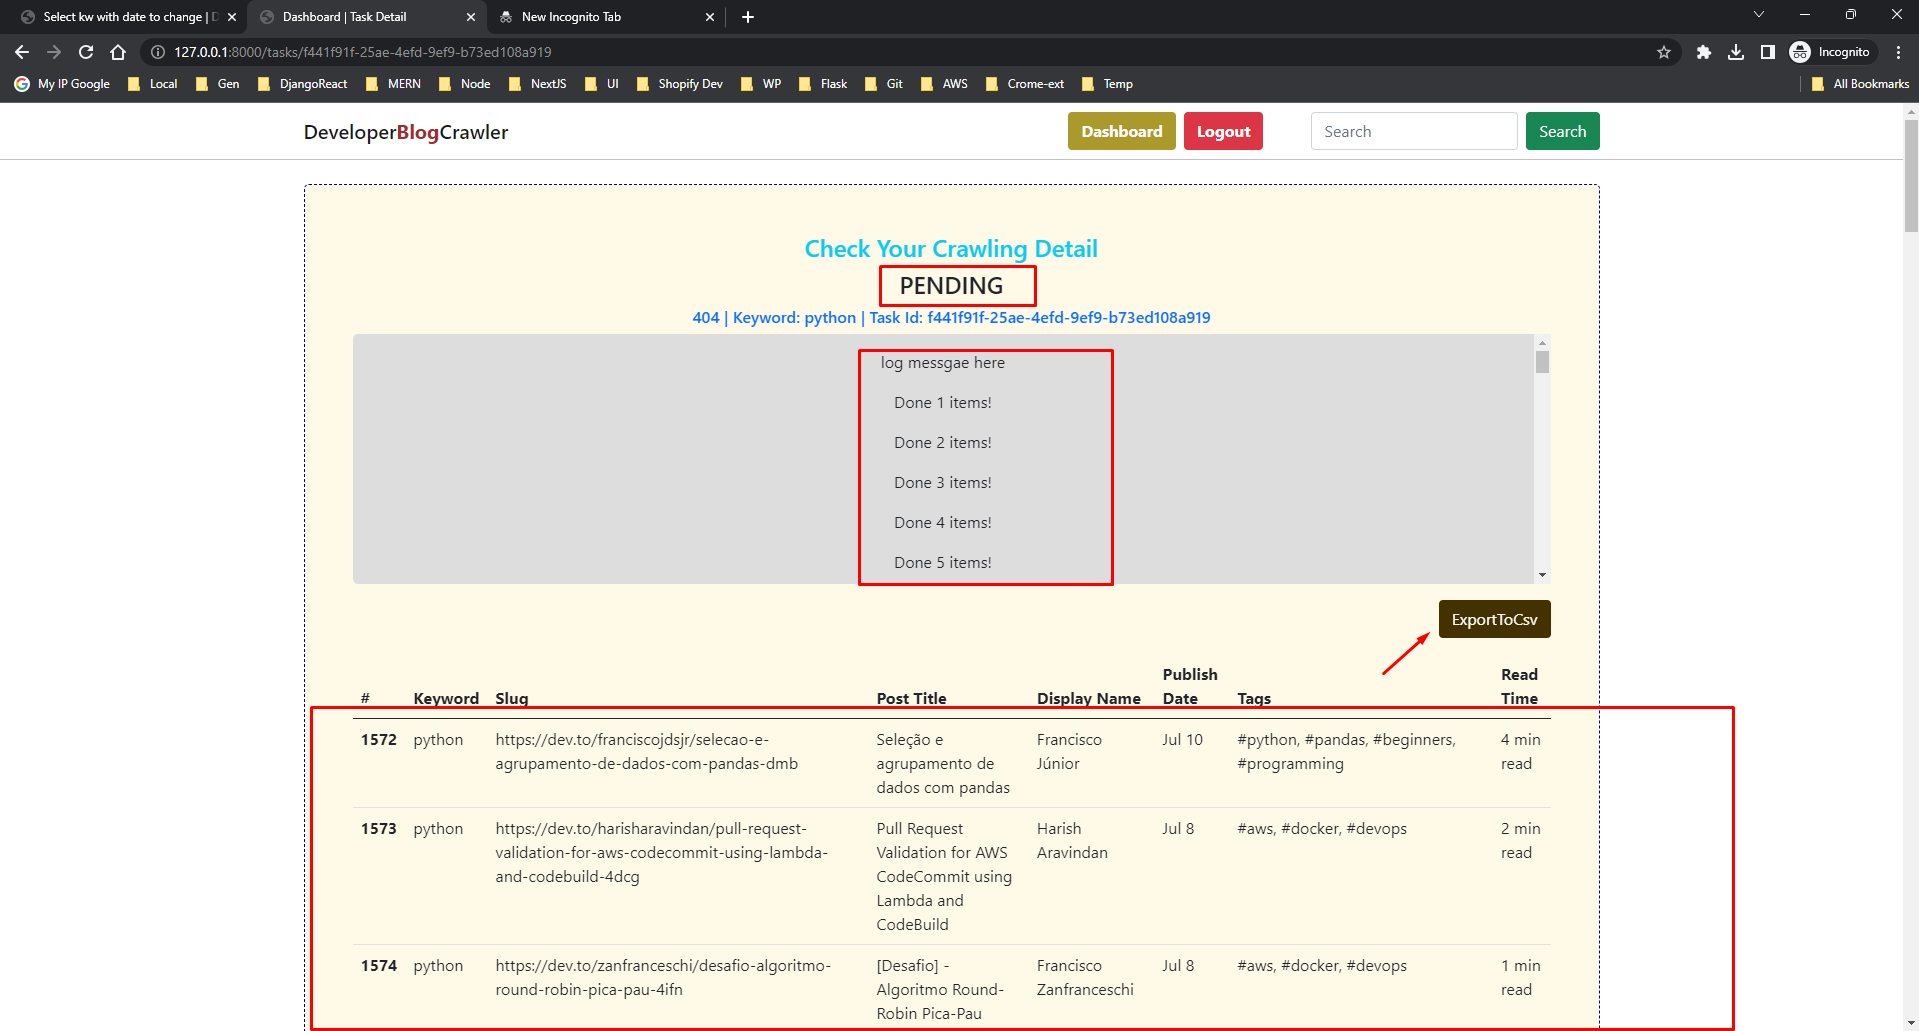 Select kw with date to change | D
Dashboard | Task Detail
New Incognito Tab
127.0.0.1:8000/tasks/f441f91f-25ae-4efd-9ef9-b73ed108a919
Incognito
My IP Google Local Gen DjangoReact MERN Node NextJS UI Shopify Dev WP Flask Git AWS Crome-ext Temp All Bookmarks
DeveloperBlogCrawler Dashboard Logout Search Search
Check Your Crawling Detail
PENDING
404 | Keyword: python | Task Id: f441f91f-25ae-4efd-9ef9-b73ed108a919
log messgae here
Done 1 items!
Done 2 items!
Done 3 items!
Done 4 items!
Done 5 items!
ExportToCsv
# Keyword Slug Post Title Display Name Publish Date Tags Read Time
1572 python https://dev.to/franciscojdsjr/selecao-e- Seleção e Francisco Jul 10 #python, #pandas, #beginners, 4 min
agrupamento-de-dados-com-pandas-dmb agrupamento de Júnior #programming read
dados com pandas
1573 python https://dev.to/harisharavindan/pull-request- Pull Request Harish Jul 8 #aws, #docker, #devops 2 min
validation-for-aws-codecommit-using-lambda- Validation for AWS Aravindan read
and-codebuild-4dcg CodeCommit using
Lambda and
CodeBuild
1574 python https://dev.to/zanfranceschi/desafio-algoritmo- [Desafio] - Francisco Jul 8 #aws, #docker, #devops 1 min
round-robin-pica-pau-4ifn Algoritmo Round- Zanfranceschi read
Robin Pica-Pau